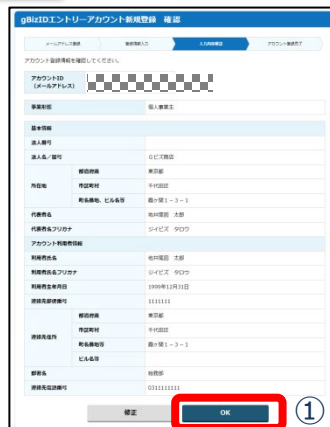 gBizIDエントリーアカウント新規登録 確認
メールアドレス登録 登録情報入力 入力内容確認 アカウント登録完了
アカウント登録情報を確認してください。
アカウントID
(メールアドレス)
事業形態 個人事業主
基本情報
法人番号
法人名/屋号 Gビズ商店
所在地
都道府県 東京都
市区町村 千代田区
町名番地、ビル名等 霞ヶ関1-3-1
代表者名 太郎
代表者名フリガナ ジイビズ タロウ
アカウント利用者情報
利用者氏名 太郎
利用者氏名フリガナ ジイビズ タロウ
利用者生年月日 1999年12月31日
連絡先郵便番号 1111111
連絡先住所
都道府県 東京都
市区町村 千代田区
町名番地等 霞ヶ関1-3-1
ビル名等
部署名 総務部
連絡先電話番号 0311111111
修正 OK ①